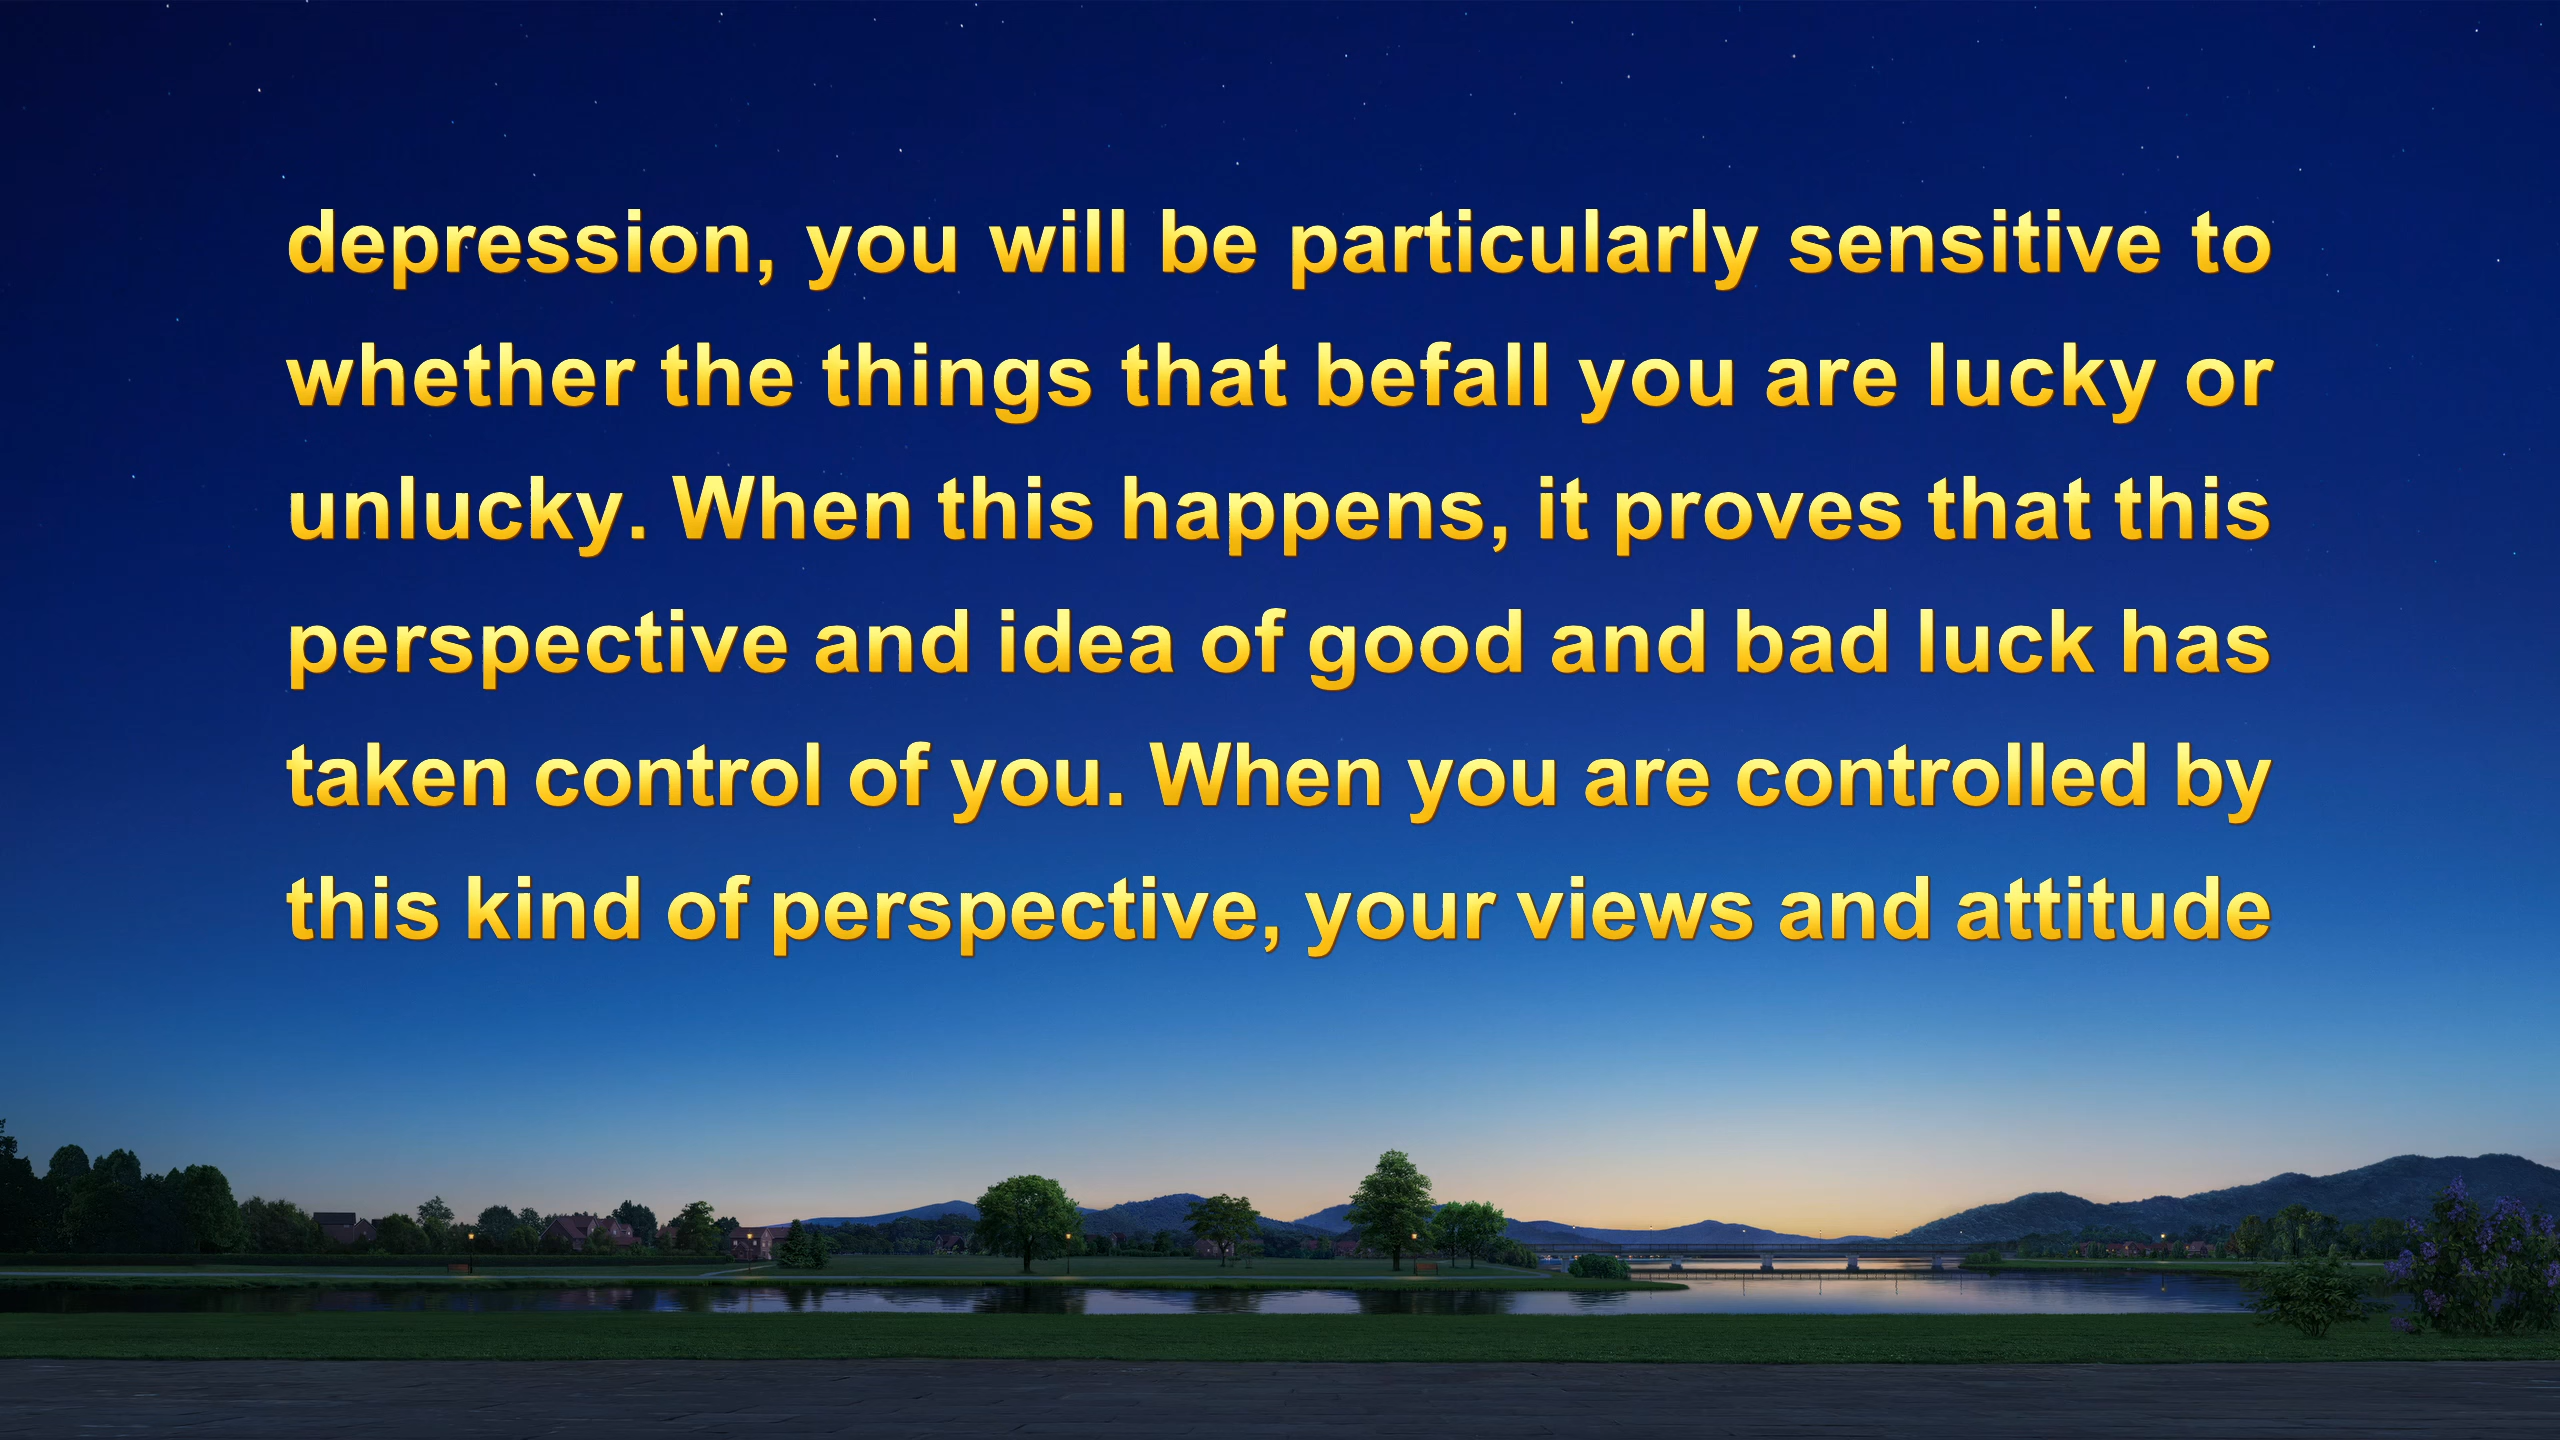 depression, you will be particularly sensitive to
whether the things that befall you are lucky or
unlucky. When this happens, it proves that this
perspective and idea of good and bad luck has
taken control of you. When you are controlled by
this kind of perspective, your views and attitude